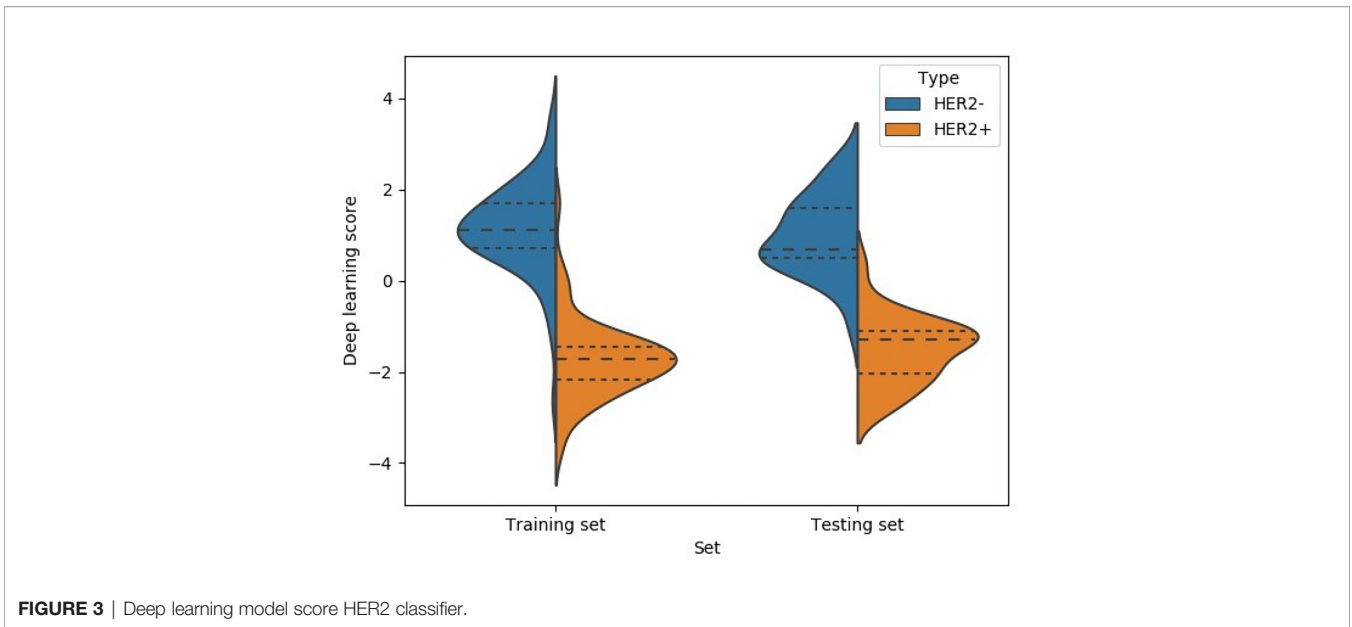 Type
HER2-
HER2+
4
2
0
−2
−4
Deep learning score
Training set
Testing set
Set
FIGURE 3 | Deep learning model score HER2 classifier.